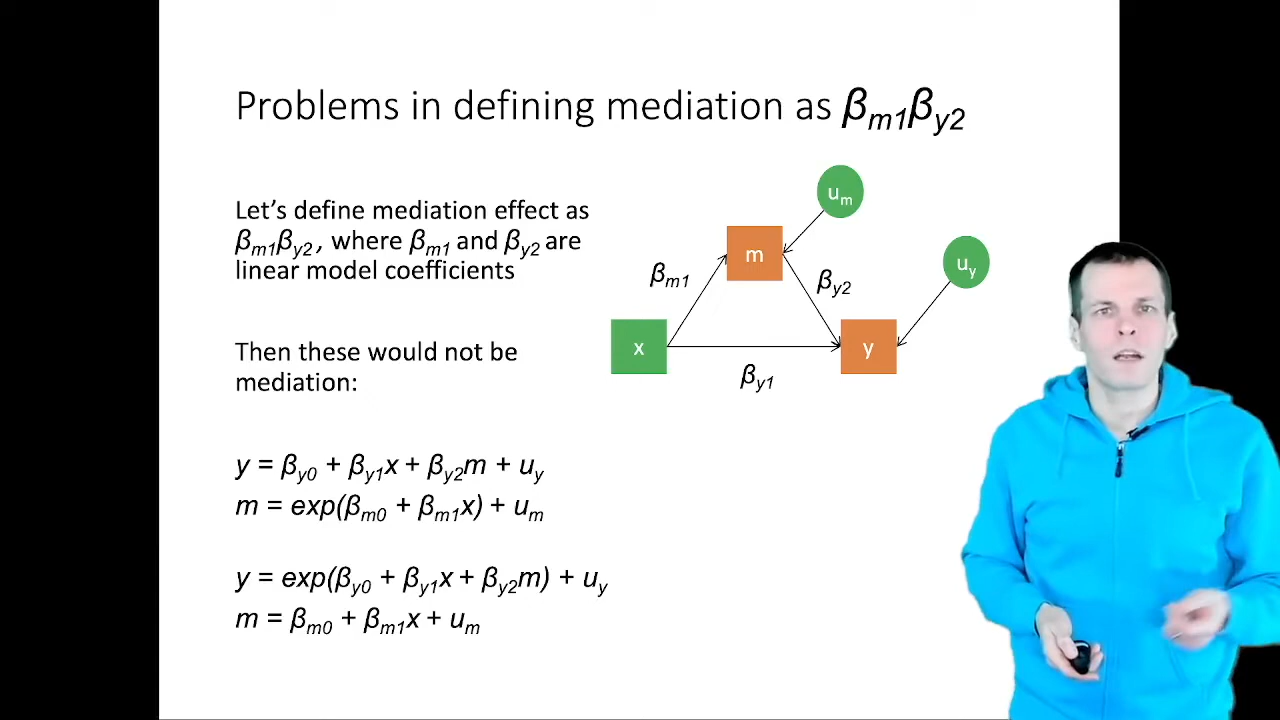 Problems in defining mediation as βm1βy2
Let's define mediation effect as
βm1βy2 , where βm1 and βy2 are
linear model coefficients
Then these would not be
mediation:
y = βy0 + βy1x + βy2m + uy
m = exp(βm0 + βm1x) + um
y = exp(βy0 + βy1x + βy2m) + uy
m = βm0 + βm1x + um
um
m
uy
βm1
βy2
x
y
βy1